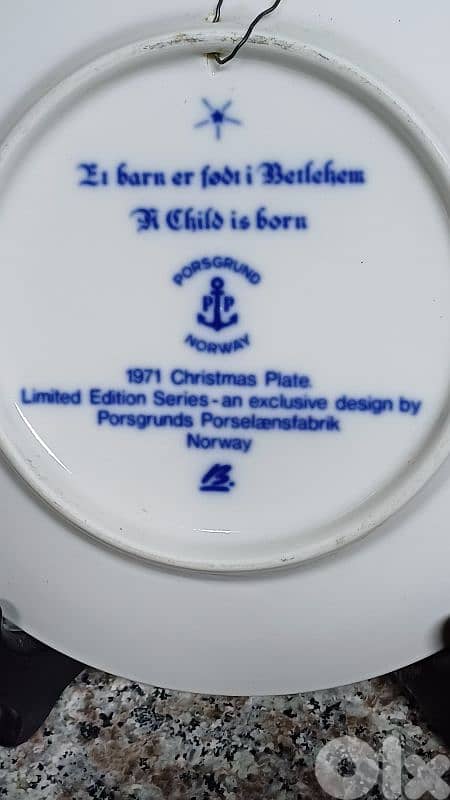 Et barn er født i Betlehem
A Child is born
PORSGRUND
P P
NORWAY
1971 Christmas Plate.
Limited Edition Series - an exclusive design by
Porsgrunds Porselænsfabrik
Norway
B.
olx